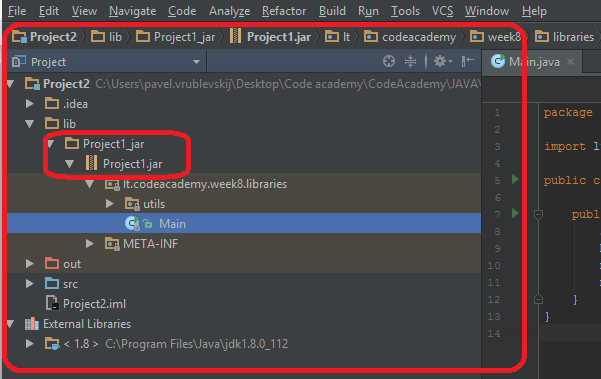 File Edit View Navigate Code Analyze Refactor Build Run Tools VCS Window Help
Project2 lib Project1_jar Project1.jar lt codeacademy week8 libraries
Project
Main.java
Project2 C:\Users\pavel.vrublevskij\Desktop\Code academy\CodeAcademy\JAVA\
.idea
lib
Project1_jar
Project1.jar
lt.codeacademy.week8.libraries
utils
Main
META-INF
out
src
Project2.iml
External Libraries
< 1.8 > C:\Program Files\Java\jdk1.8.0_112
1 package
2
3 import l
4
5 public c
6
7 pub
8
9
10
11
12 }
13 }
14